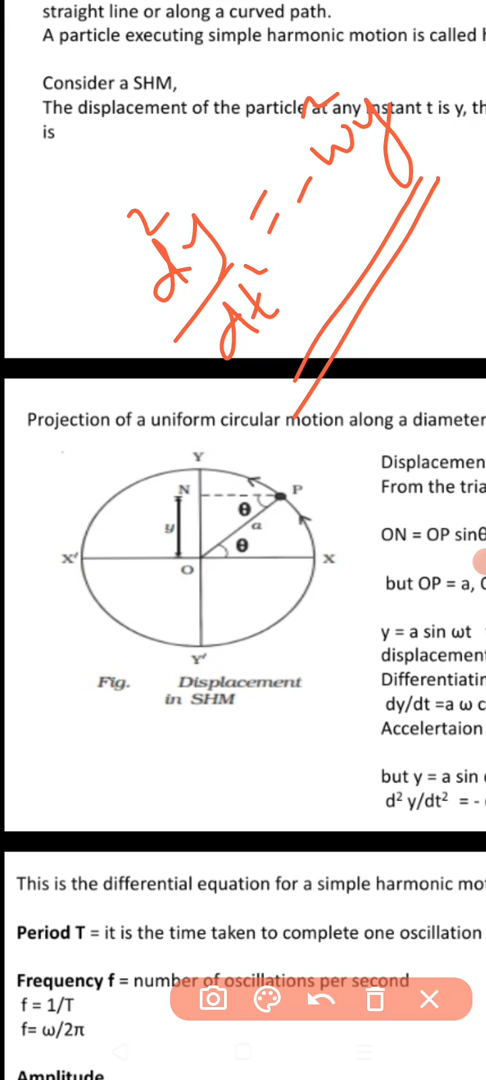 straight line or along a curved path.
A particle executing simple harmonic motion is called
Consider a SHM,
The displacement of the particle at any instant t is y,
is
d²y/dt² = -ω²y
Projection of a uniform circular motion along a diameter
Y
N
P
θ
a
y
θ
X'
O
X
Y'
Fig. Displacement
in SHM
Displacemen
From the tria
ON = OP sinθ
but OP = a,
y = a sin ωt
displacement
Differentiatin
dy/dt =a ω c
Accelertaion
but y = a sin
d² y/dt² = -
This is the differential equation for a simple harmonic mo
Period T = it is the time taken to complete one oscillation
Frequency f = number of oscillations per second
f = 1/T
f= ω/2π
Amplitude